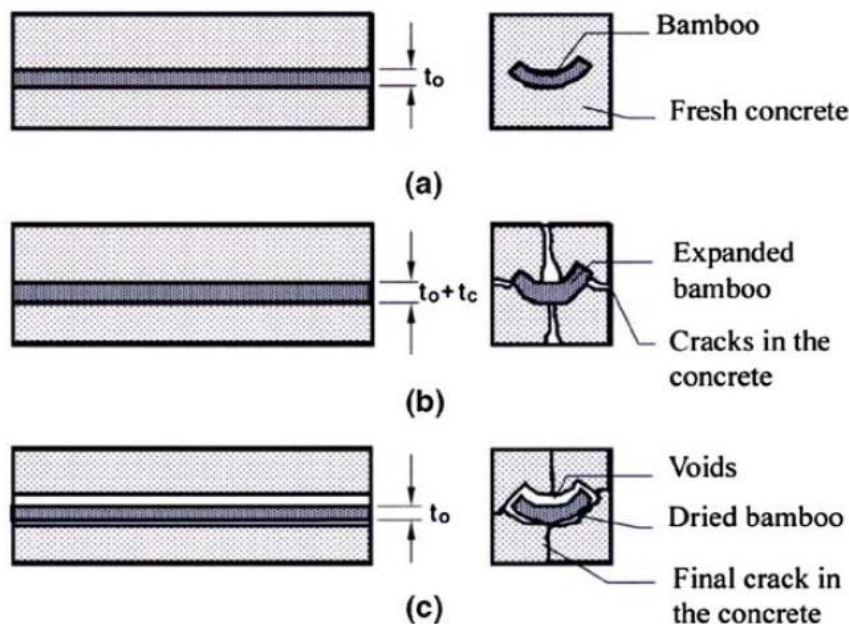 Bamboo
t₀
Fresh concrete
(a)
Expanded
bamboo
t₀ + t_c
Cracks in the
concrete
(b)
Voids
t₀
Dried bamboo
Final crack in
the concrete
(c)